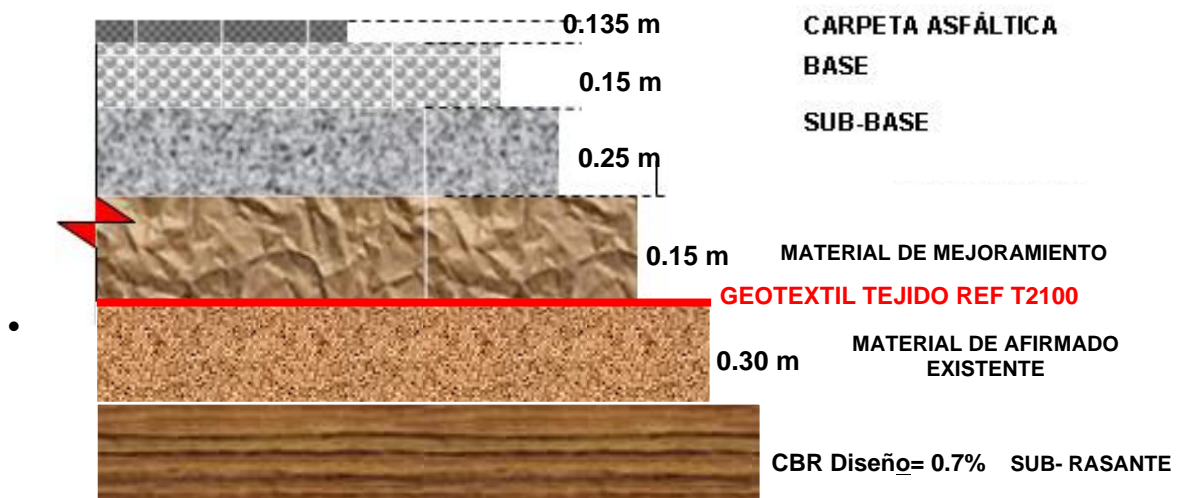 0.135 m CARPETA ASFÁLTICA
0.15 m BASE
0.25 m SUB-BASE
0.15 m MATERIAL DE MEJORAMIENTO
GEOTEXTIL TEJIDO REF T2100
0.30 m MATERIAL DE AFIRMADO
EXISTENTE
CBR Diseño= 0.7% SUB- RASANTE